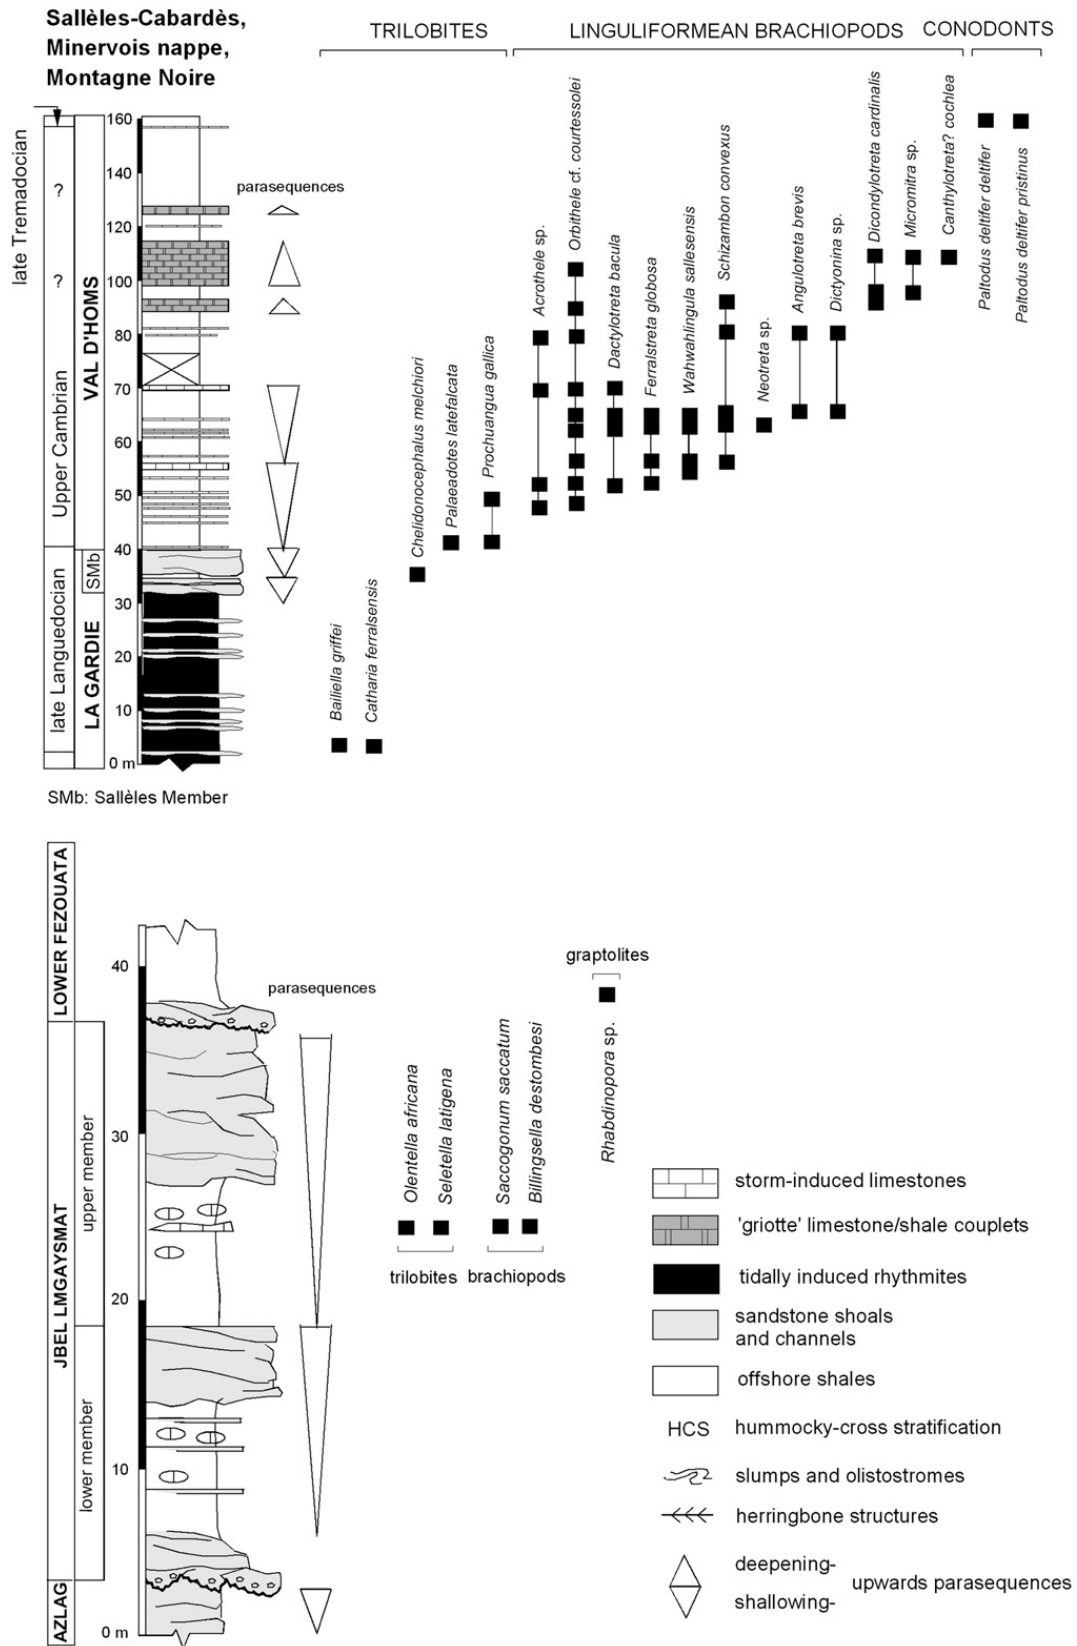 Sallèles-Cabardès,
Minervois nappe,
Montagne Noire
TRILOBITES
LINGULIFORMEAN BRACHIOPODS
CONODONTS
late Tremadocian
?
?
Upper Cambrian
late Languedocian
VAL D'HOMS
SMb
LA GARDIE
160
140
120
100
80
70
60
50
40
30
20
10
0 m
parasequences
Bailiella griffei
Catharia ferralsensis
Chelidonocephalus melchiori
Palaeadotes latefalcata
Prochuangua gallica
Acrothele sp.
Orbithele cf. courtessolei
Dactylotreta bacula
Ferralstreta globosa
Wahwahlingula sallesensis
Schizambon convexus
Neotreta sp.
Angulotreta brevis
Dictyonina sp.
Dicondylotreta cardinalis
Micromitra sp.
Canthylotreta? cochlea
Paltodus deltifer deltifer
Paltodus deltifer pristinus
SMb: Sallèles Member
LOWER FEZOUATA
JBEL LMGAYSMAT
AZLAG
upper member
lower member
40
30
20
10
0 m
parasequences
Olentella africana
Seletella latigena
trilobites
Saccogonum saccatum
Billingsella destombesi
brachiopods
graptolites
Rhabdinopora sp.
storm-induced limestones
'griotte' limestone/shale couplets
tidally induced rhythmites
sandstone shoals
and channels
offshore shales
HCS hummocky-cross stratification
slumps and olistostromes
herringbone structures
deepening-
upwards parasequences
shallowing-